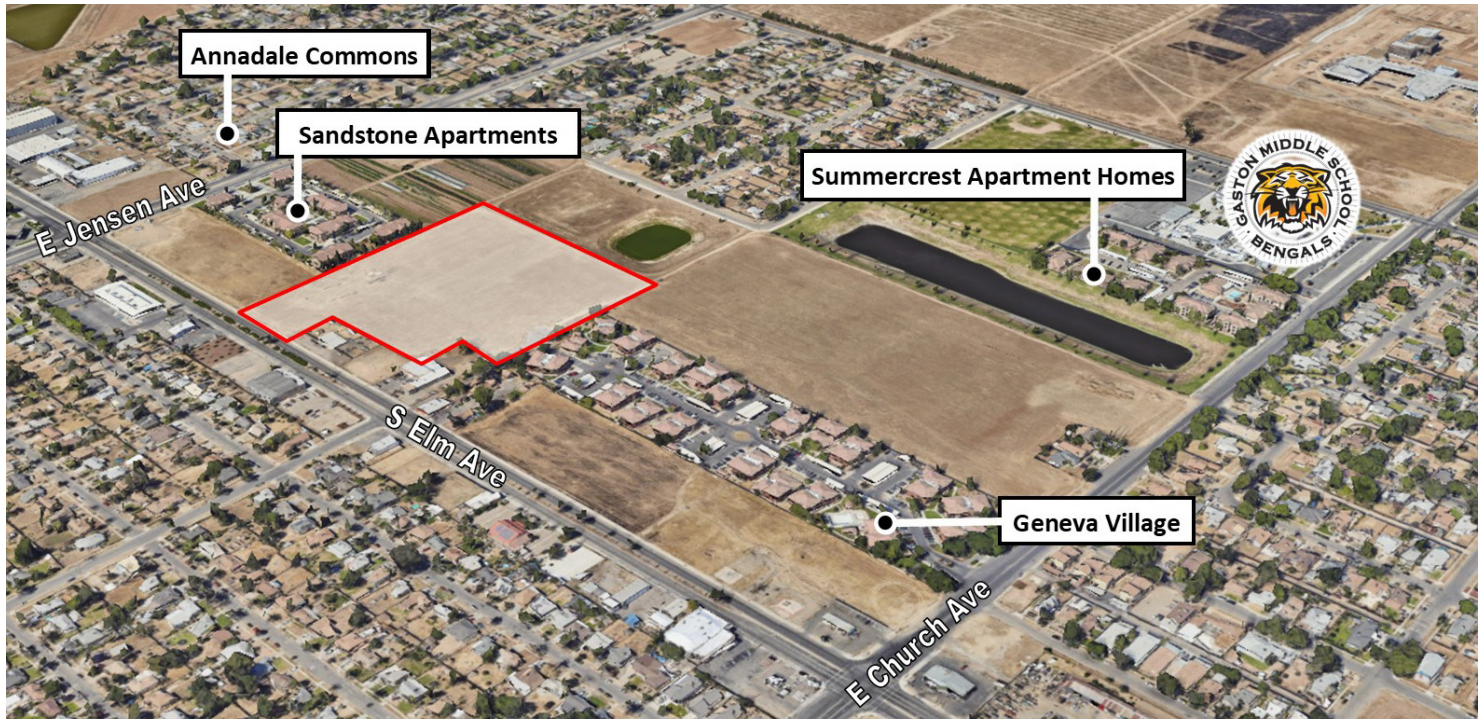 Annadale Commons
Sandstone Apartments
Summercrest Apartment Homes
GASTON MIDDLE SCHOOL
BENGALS
E Jensen Ave
S Elm Ave
Geneva Village
E Church Ave